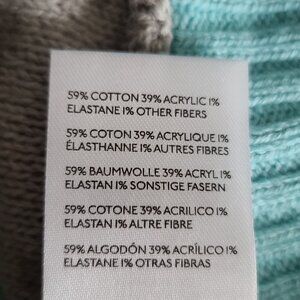 59% COTTON 39% ACRYLIC 1%
ELASTANE 1% OTHER FIBERS
59% COTON 39% ACRYLIQUE 1%
ÉLASTHANNE 1% AUTRES FIBRES
59% BAUMWOLLE 39% ACRYL 1%
ELASTAN 1% SONSTIGE FASERN
59% COTONE 39% ACRILICO 1%
ELASTAN 1% ALTRE FIBRE
59% ALGODÓN 39% ACRÍLICO 1%
ELASTANE 1% OTRAS FIBRAS